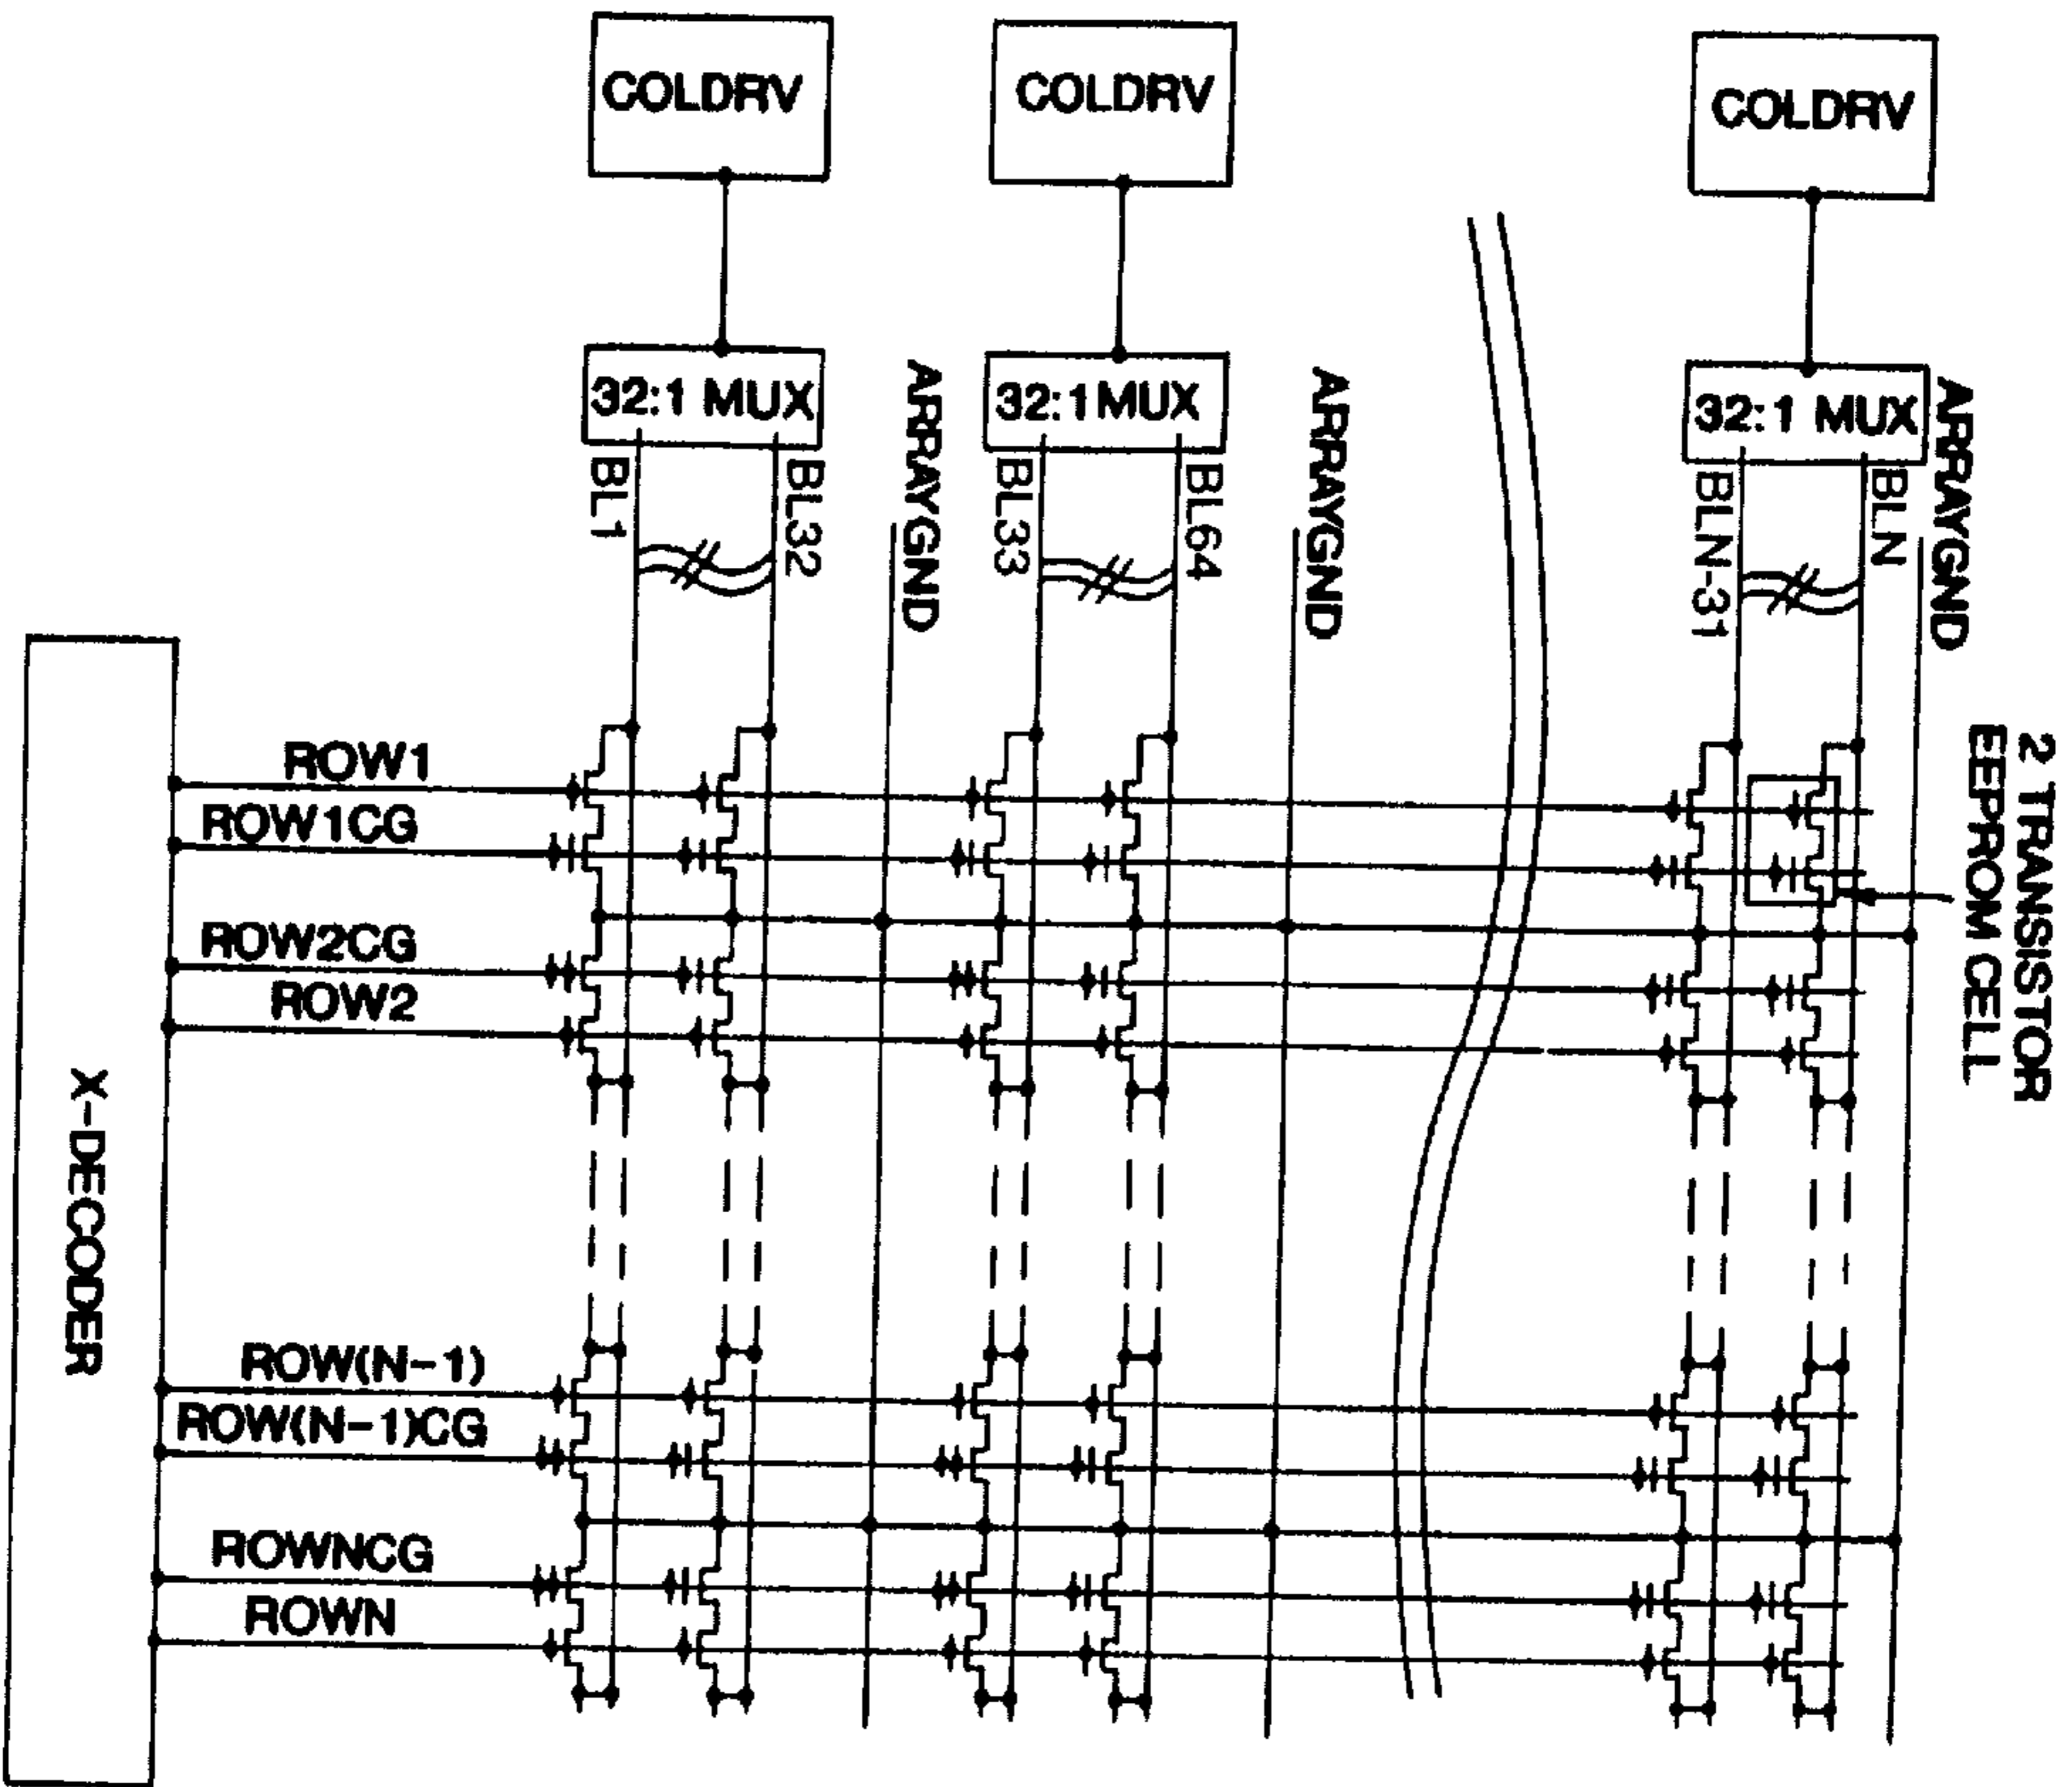 COLDRV
COLDRV
COLDRV
32:1 MUX
32:1 MUX
32:1 MUX
BL1
BL32
ARRAYGND
BL33
BL64
ARRAYGND
BLN-31
BLN
ARRAYGND
2 TRANSISTOR
EEPROM CELL
ROW1
ROW1CG
ROW2CG
ROW2
X-DECODER
ROW(N-1)
ROW(N-1)CG
ROWNCG
ROWN